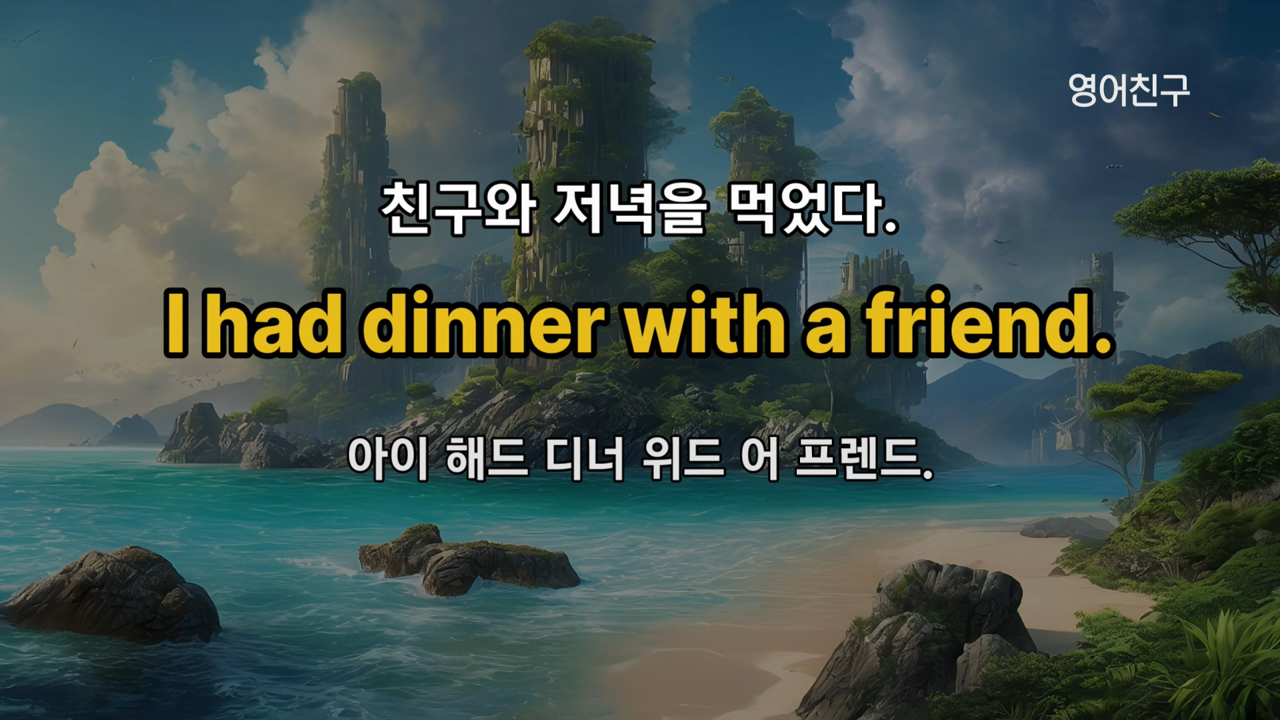 영어친구
친구와 저녁을 먹었다.
I had dinner with a friend.
아이 해드 디너 위드 어 프렌드.